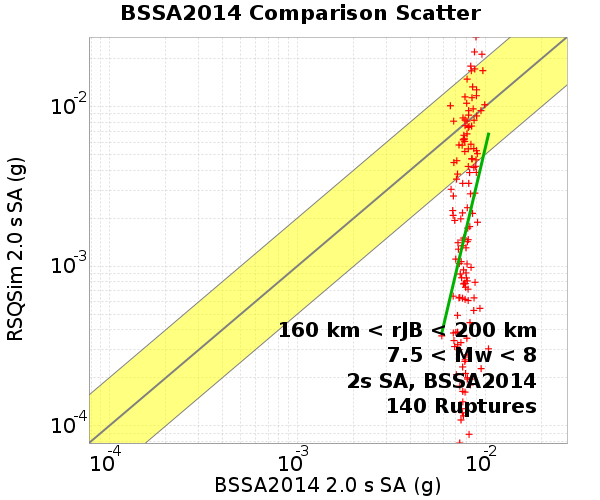 BSSA2014 Comparison Scatter
RSQSim 2.0 s SA (g)
10-2
10-3
10-4
160 km < rJB < 200 km
7.5 < Mw < 8
2s SA, BSSA2014
140 Ruptures
10-4
10-3
10-2
BSSA2014 2.0 s SA (g)